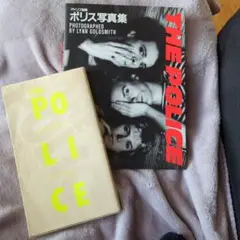 ポリス写真集
PHOTOGRAPHED
BY LYNN GOLDSMITH
THE POLICE
PO
LI
CE